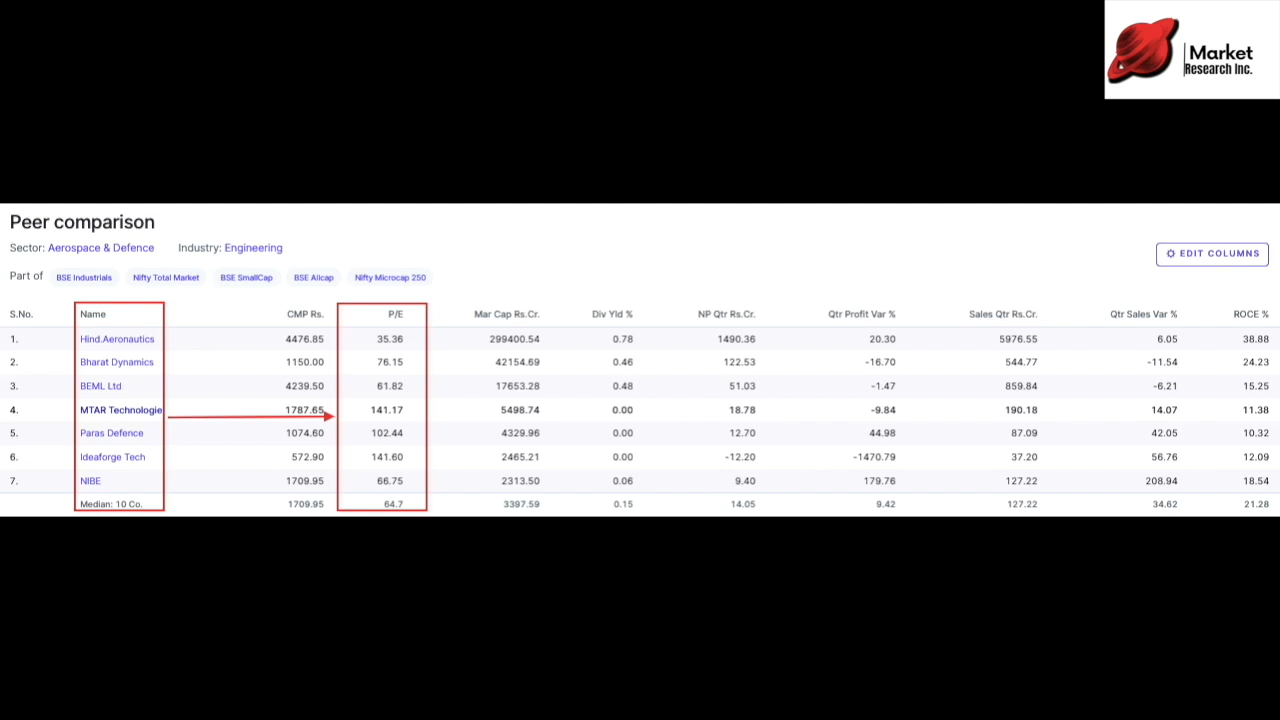 Market
Research Inc.
Peer comparison
Sector: Aerospace & Defence Industry: Engineering
EDIT COLUMNS
Part of BSE Industrials Nifty Total Market BSE SmallCap BSE Allcap Nifty Microcap 250
S.No. Name CMP Rs. P/E Mar Cap Rs.Cr. Div Yld % NP Qtr Rs.Cr. Qtr Profit Var % Sales Qtr Rs.Cr. Qtr Sales Var % ROCE %
1. Hind.Aeronautics 4476.85 35.36 299400.54 0.78 1490.36 20.30 5976.55 6.05 38.88
2. Bharat Dynamics 1150.00 76.15 42154.69 0.46 122.53 -16.70 544.77 -11.54 24.23
3. BEML Ltd 4239.50 61.82 17653.28 0.48 51.03 -1.47 859.84 -6.21 15.25
4. MTAR Technologie 1787.65 141.17 5498.74 0.00 18.78 -9.84 190.18 14.07 11.38
5. Paras Defence 1074.60 102.44 4329.96 0.00 12.70 44.98 87.09 42.05 10.32
6. Ideaforge Tech 572.90 141.60 2465.21 0.00 -12.20 -1470.79 37.20 56.76 12.09
7. NIBE 1709.95 66.75 2313.50 0.06 9.40 179.76 127.22 208.94 18.54
Median: 10 Co. 1709.95 64.7 3397.59 0.15 14.05 9.42 127.22 34.62 21.28